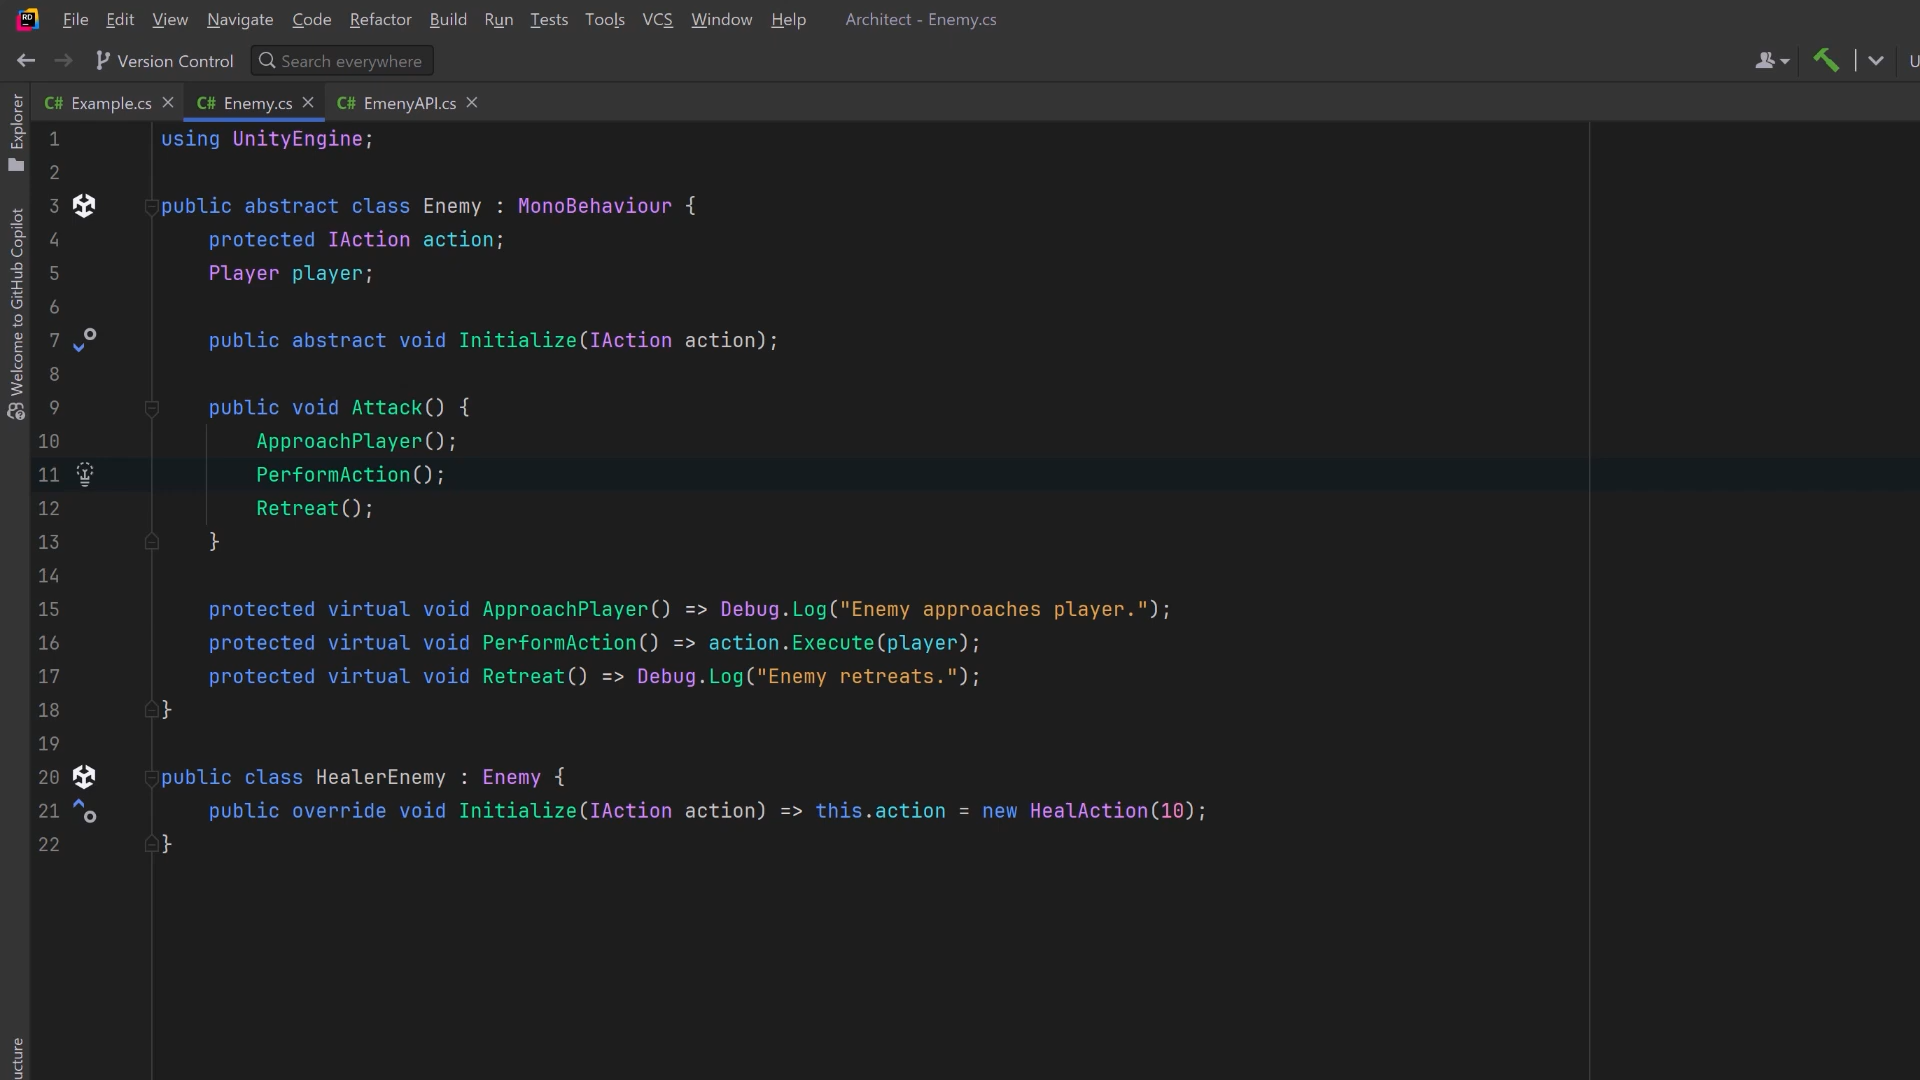 File Edit View Navigate Code Refactor Build Run Tests Tools VCS Window Help Architect - Enemy.cs
Version Control Search everywhere
C# Example.cs C# Enemy.cs C# EmenyAPI.cs
Explorer
Welcome to GitHub Copilot
1 using UnityEngine;
2
3 public abstract class Enemy : MonoBehaviour {
4 protected IAction action;
5 Player player;
6
7 public abstract void Initialize(IAction action);
8
9 public void Attack() {
10 ApproachPlayer();
11 PerformAction();
12 Retreat();
13 }
14
15 protected virtual void ApproachPlayer() => Debug.Log("Enemy approaches player.");
16 protected virtual void PerformAction() => action.Execute(player);
17 protected virtual void Retreat() => Debug.Log("Enemy retreats.");
18 }
19
20 public class HealerEnemy : Enemy {
21 public override void Initialize(IAction action) => this.action = new HealAction(10);
22 }